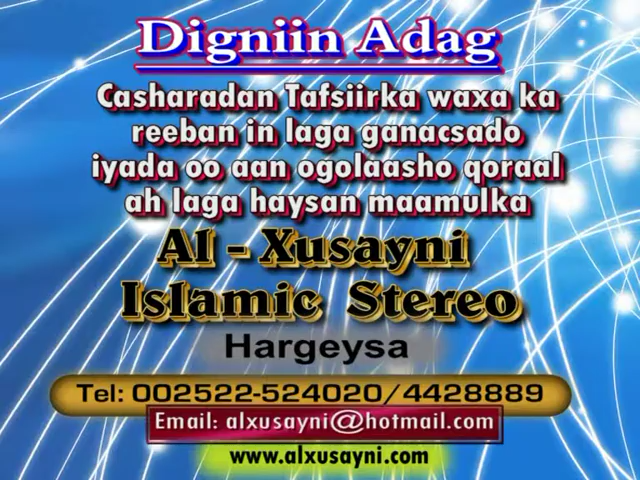 Digniin Adag
Casharadan Tafsiirka waxa ka
reeban in laga ganacsado
iyada oo aan ogolaasho qoraal
ah laga haysan maamulka
Al - Xusayni
Islamic Stereo
Hargeysa
Tel: 002522-524020/4428889
Email: alxusayni@hotmail.com
www.alxusayni.com